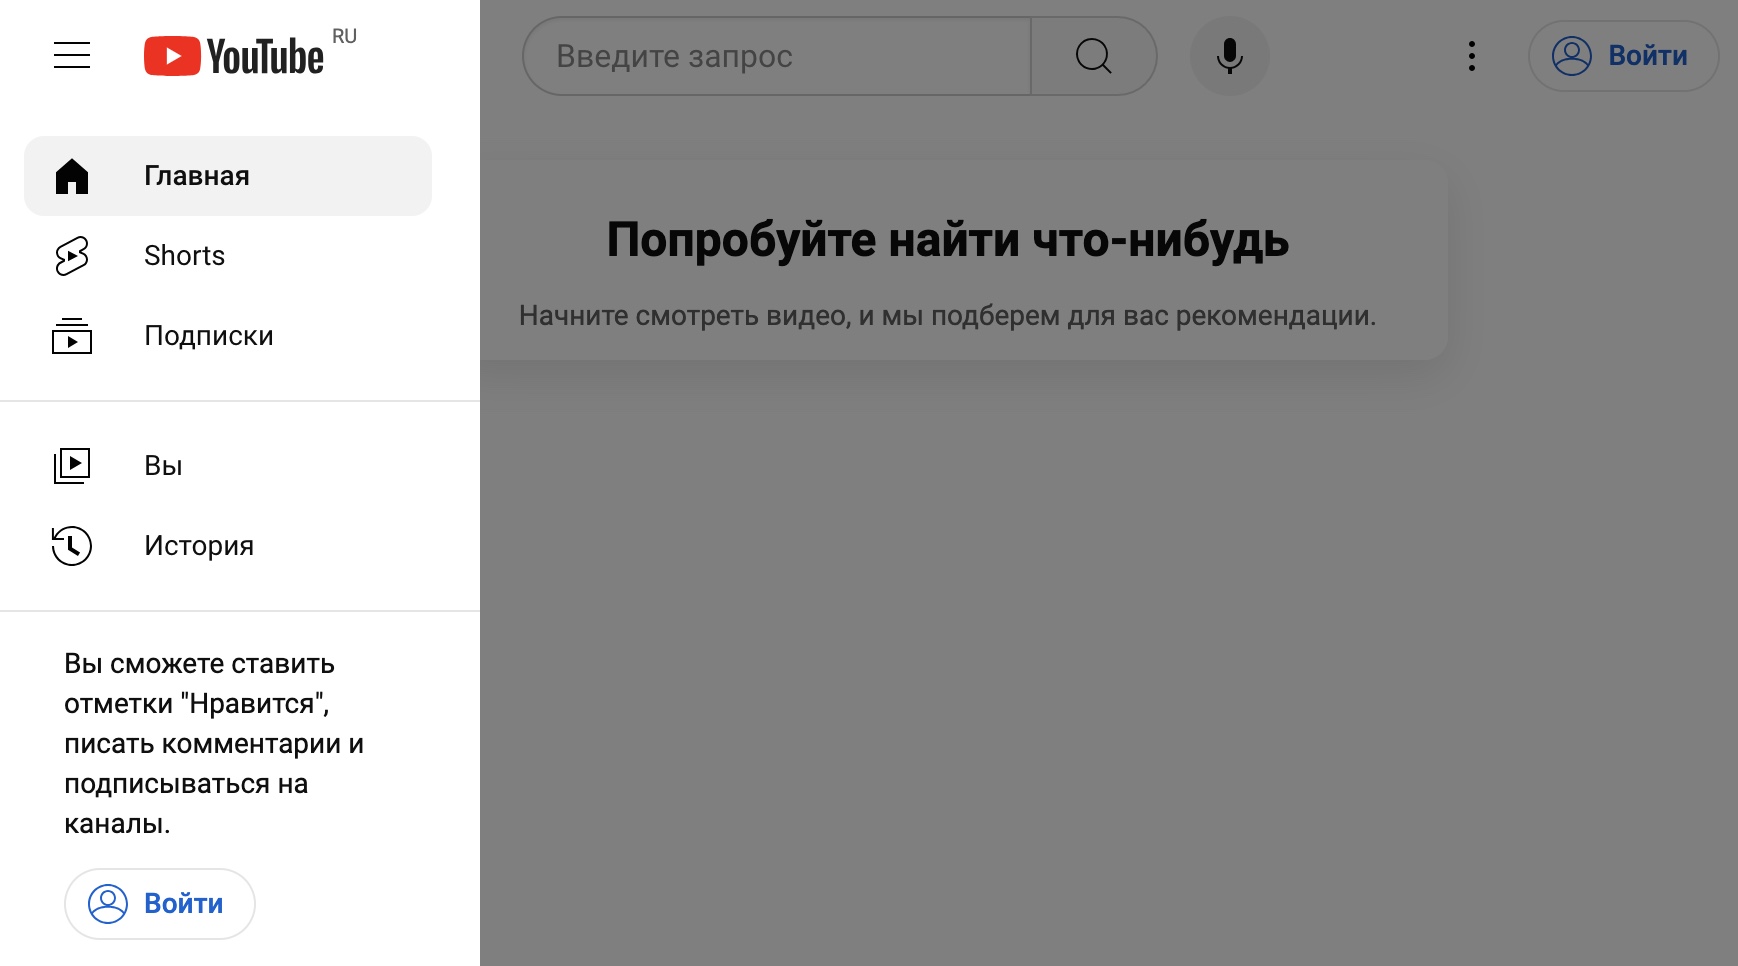 YouTube RU
Главная
Shorts
Подписки
Вы
История
Вы сможете ставить
отметки "Нравится",
писать комментарии и
подписываться на
каналы.
Войти
Введите запрос
Войти
Попробуйте найти что-нибудь
Начните смотреть видео, и мы подберем для вас рекомендации.